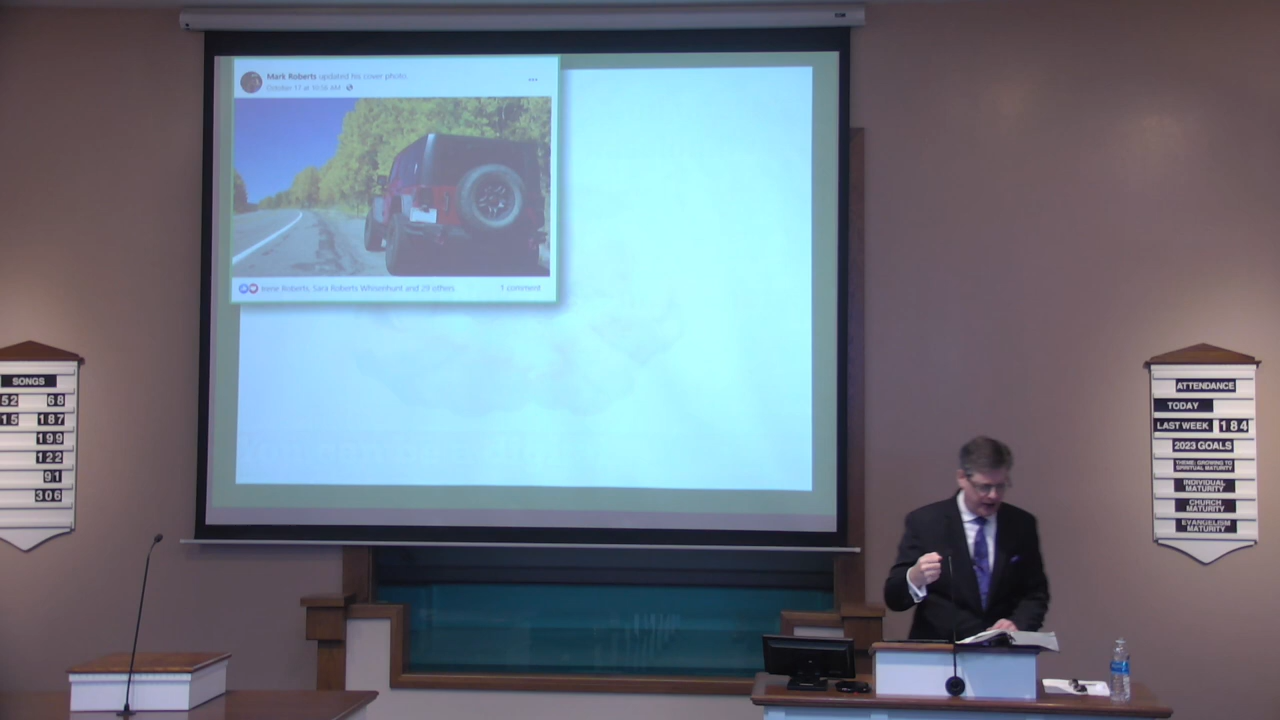 Mark Roberts updated his cover photo.
October 17 at 10:56 AM
Irene Roberts, Sara Roberts Whisenhunt and 29 others
1 comment
SONGS
52 68
15 187
199
122
91
306
ATTENDANCE
TODAY
LAST WEEK 184
2023 GOALS
THEME: GROWING TO
SPIRITUAL MATURITY
INDIVIDUAL
MATURITY
CHURCH
MATURITY
EVANGELISM
MATURITY